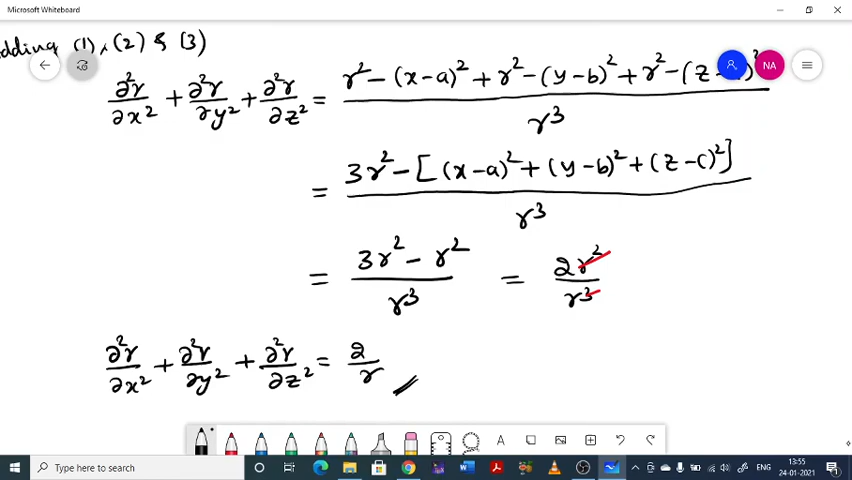 Microsoft Whiteboard
adding (1), (2) & (3)
∂²r/∂x² + ∂²r/∂y² + ∂²r/∂z² = (r² - (x-a)² + r² - (y-b)² + r² - (z- )²)/r³
= (3r² - [(x-a)² + (y-b)² + (z-c)²])/r³
= (3r² - r²)/r³ = 2r²/r³
∂²r/∂x² + ∂²r/∂y² + ∂²r/∂z² = 2/r
NA
A
Type here to search
ENG
13:55
24-01-2021